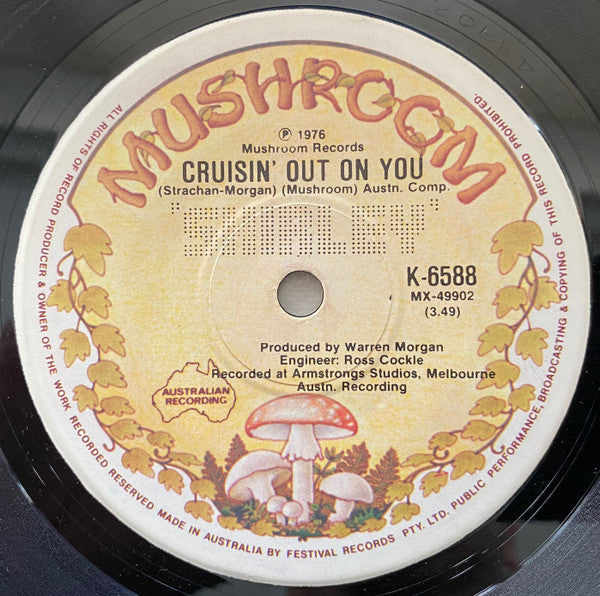 MUSHROOM
℗ 1976
Mushroom Records
CRUISIN' OUT ON YOU
(Strachan-Morgan) (Mushroom) Austn. Comp.
"SHIRLEY"
K-6588
MX-49902
(3.49)
Produced by Warren Morgan
Engineer: Ross Cockle
Recorded at Armstrongs Studios, Melbourne
Austn. Recording
AUSTRALIAN
RECORDING
ALL RIGHTS OF RECORD PRODUCER & OWNER OF THE WORK RECORDED RESERVED MADE IN AUSTRALIA BY FESTIVAL RECORDS PTY. LTD. PUBLIC PERFORMANCE, BROADCASTING & COPYING OF THIS RECORD PROHIBITED.